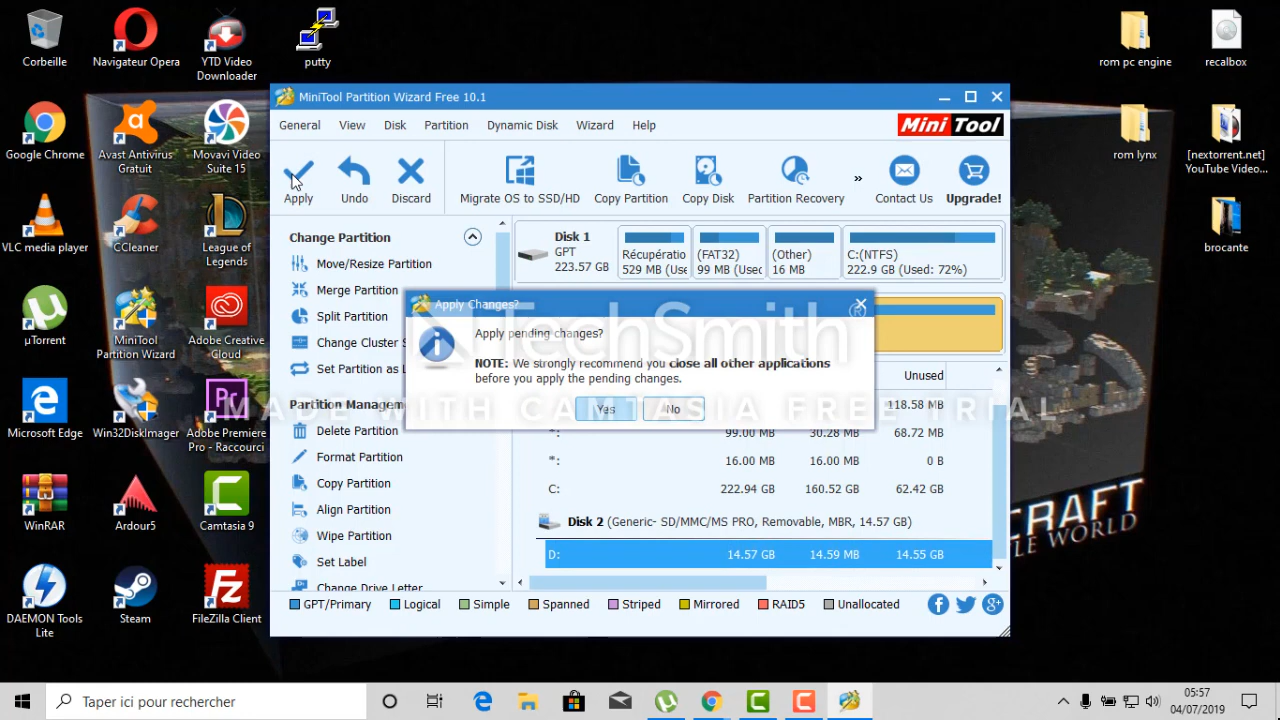 Corbeille
Navigateur Opera
YTD Video
Downloader
putty
rom pc engine
recalbox
Google Chrome
Avast Antivirus
Gratuit
Movavi Video
Suite 15
rom lynx
[nextorrent.net]
YouTube Video...
VLC media player
CCleaner
League of
Legends
brocante
µTorrent
MiniTool
Partition Wizard
Adobe Creative
Cloud
Microsoft Edge
Win32DiskImager
Adobe Premiere
Pro - Raccourci
WinRAR
Ardour5
Camtasia 9
DAEMON Tools
Lite
Steam
FileZilla Client
MiniTool Partition Wizard Free 10.1
General View Disk Partition Dynamic Disk Wizard Help
Mini Tool
Apply Undo Discard Migrate OS to SSD/HD Copy Partition Copy Disk Partition Recovery » Contact Us Upgrade!
Change Partition
Move/Resize Partition
Merge Partition
Split Partition
Change Cluster S
Set Partition as L
Partition Managem
Delete Partition
Format Partition
Copy Partition
Align Partition
Wipe Partition
Set Label
Change Drive Letter
Disk 1
GPT
223.57 GB
Récupératio
529 MB (Use
(FAT32)
99 MB (Used
(Other)
16 MB
C:(NTFS)
222.9 GB (Used: 72%)
Apply Changes?
Apply pending changes?
NOTE: We strongly recommend you close all other applications
before you apply the pending changes.
Yes No
TechSmith
MADE WITH CAMTASIA FREE TRIAL
Unused
118.58 MB
*: 99.00 MB 30.28 MB 68.72 MB
*: 16.00 MB 16.00 MB 0 B
C: 222.94 GB 160.52 GB 62.42 GB
Disk 2 (Generic- SD/MMC/MS PRO, Removable, MBR, 14.57 GB)
D: 14.57 GB 14.59 MB 14.55 GB
GPT/Primary Logical Simple Spanned Striped Mirrored RAID5 Unallocated
CRAFT
LE WORLD
Taper ici pour rechercher
05:57
04/07/2019